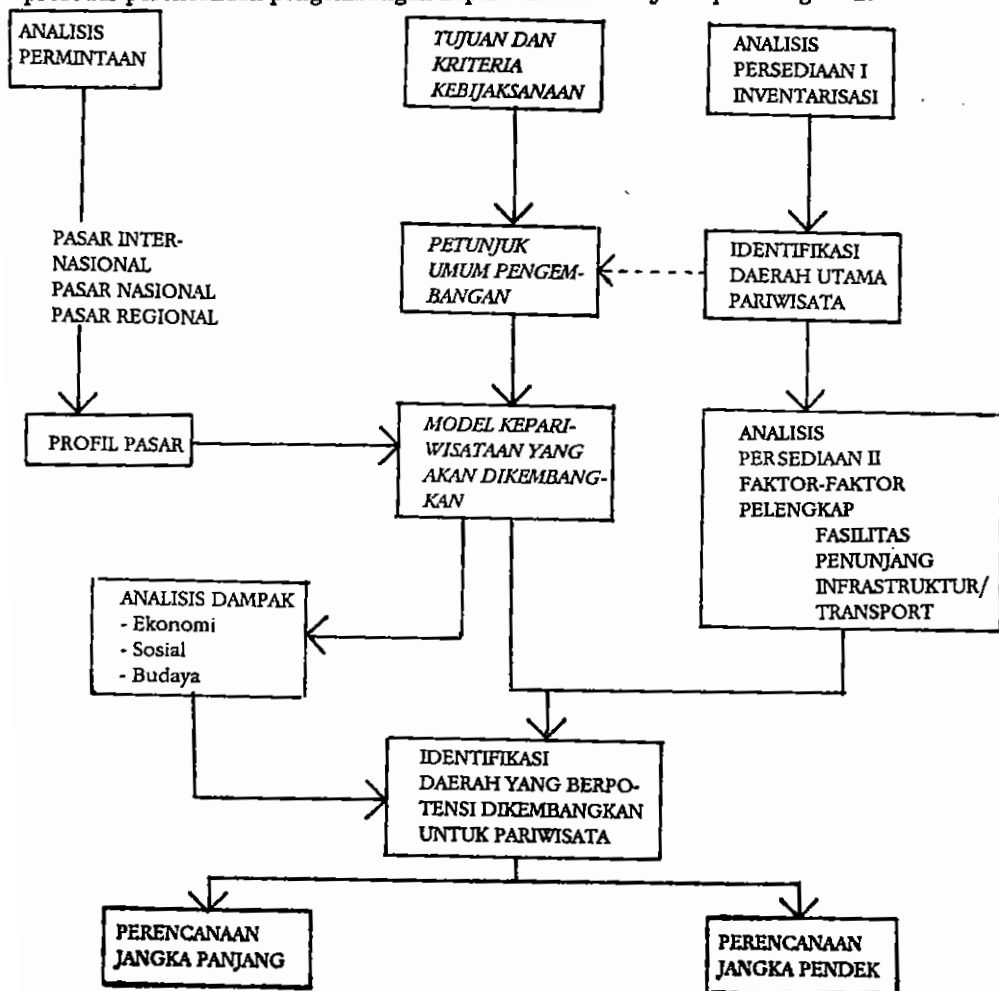 ANALISIS
PERMINTAAN
TUJUAN DAN
KRITERIA
KEBIJAKSANAAN
ANALISIS
PERSEDIAAN I
INVENTARISASI
PASAR INTER-
NASIONAL
PASAR NASIONAL
PASAR REGIONAL
PETUNJUK
UMUM PENGEM-
BANGAN
IDENTIFIKASI
DAERAH UTAMA
PARIWISATA
PROFIL PASAR
MODEL KEPARI-
WISATAAN YANG
AKAN DIKEMBANG-
KAN
ANALISIS
PERSEDIAAN II
FAKTOR-FAKTOR
PELENGKAP
FASILITAS
PENUNJANG
INFRASTRUKTUR/
TRANSPORT
ANALISIS DAMPAK
- Ekonomi
- Sosial
- Budaya
IDENTIFIKASI
DAERAH YANG BERPO-
TENSI DIKEMBANGKAN
UNTUK PARIWISATA
PERENCANAAN
JANGKA PANJANG
PERENCANAAN
JANGKA PENDEK